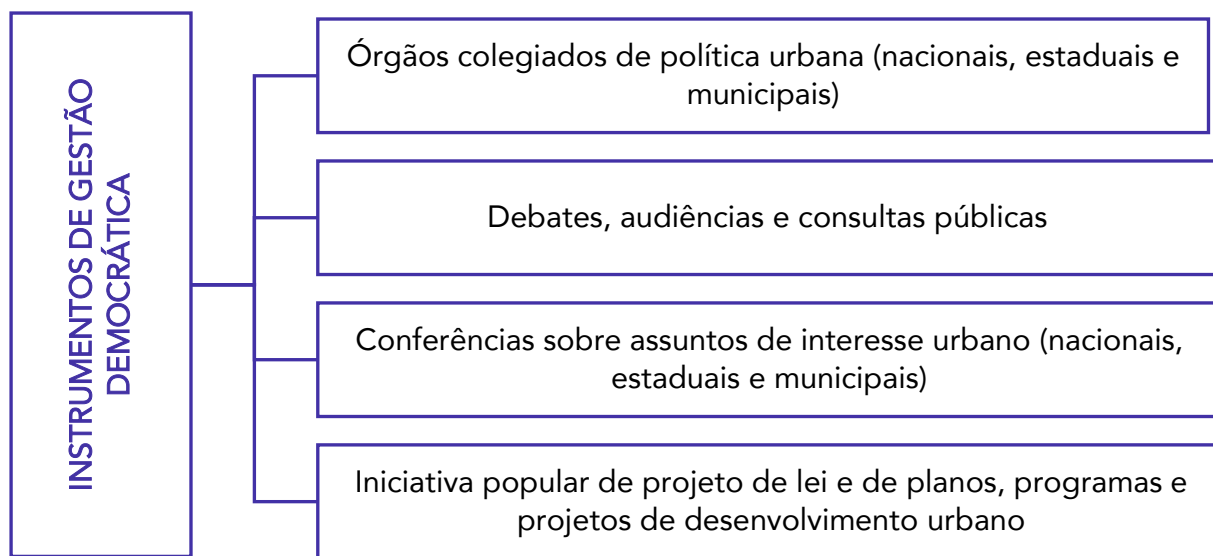 INSTRUMENTOS DE GESTÃO
DEMOCRÁTICA
Órgãos colegiados de política urbana (nacionais, estaduais e
municipais)
Debates, audiências e consultas públicas
Conferências sobre assuntos de interesse urbano (nacionais,
estaduais e municipais)
Iniciativa popular de projeto de lei e de planos, programas e
projetos de desenvolvimento urbano